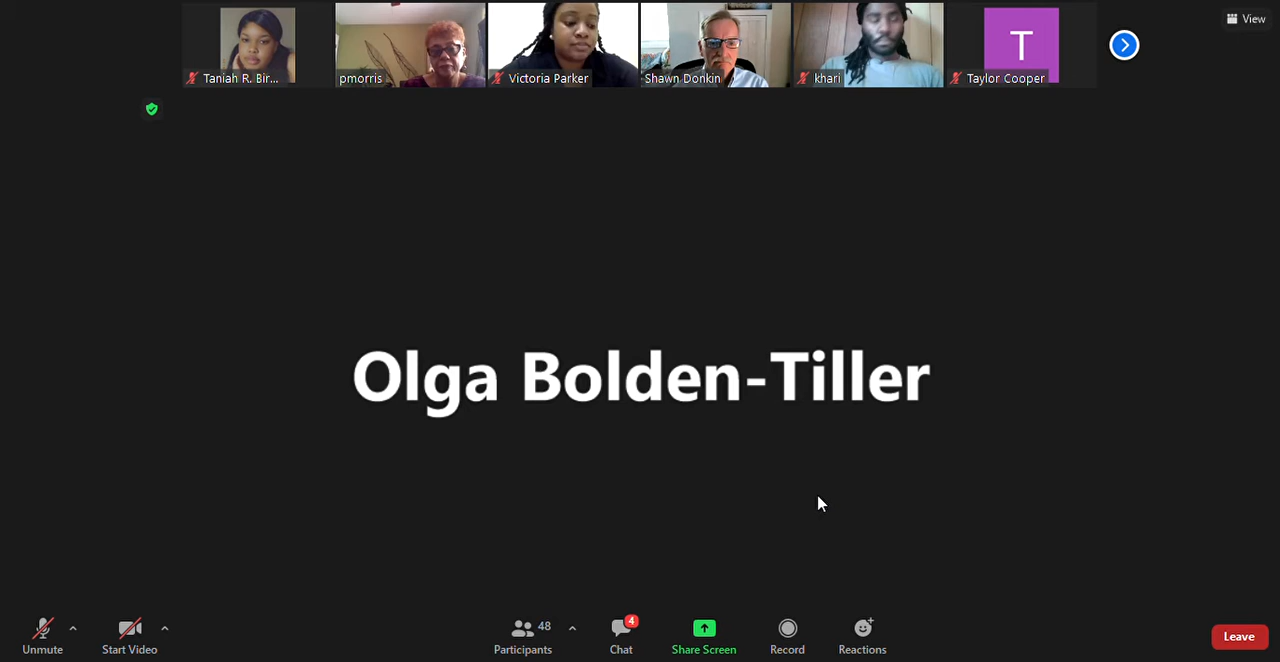 Taniah R. Bir...
pmorris
Victoria Parker
Shawn Donkin
khari
T
Taylor Cooper
View
Olga Bolden-Tiller
Unmute
Start Video
48
Participants
4
Chat
Share Screen
Record
Reactions
Leave